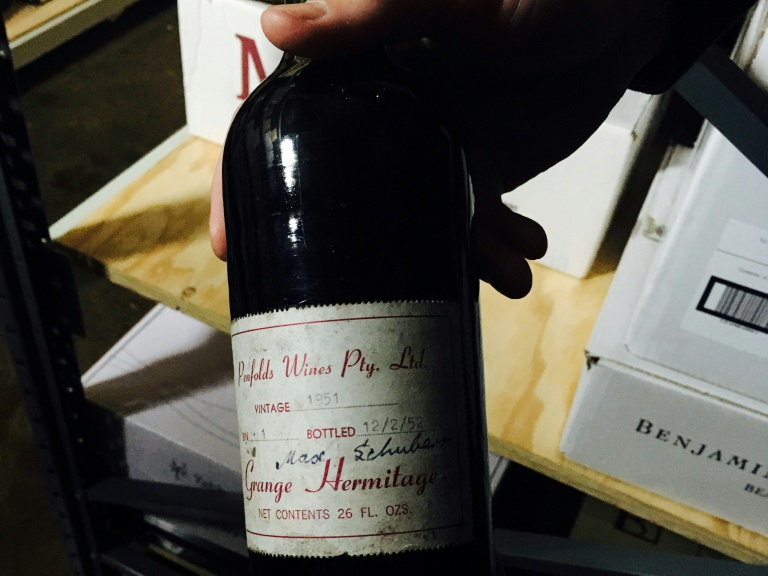 M
Penfolds Wines Pty. Ltd.
VINTAGE 1951
BIN 1 BOTTLED 12/2/52
Max Schubert
Grange Hermitage
NET CONTENTS 26 FL. OZS.
BENJAMI
BE